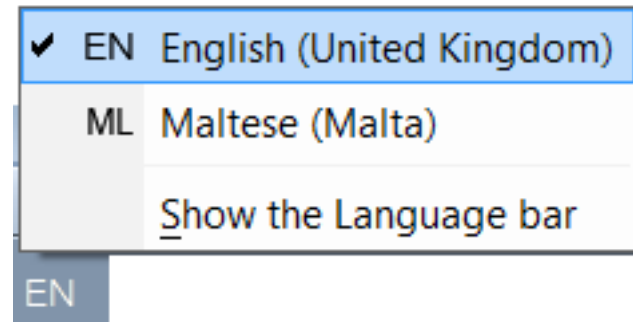 ✔ EN English (United Kingdom)
ML Maltese (Malta)
Show the Language bar
EN